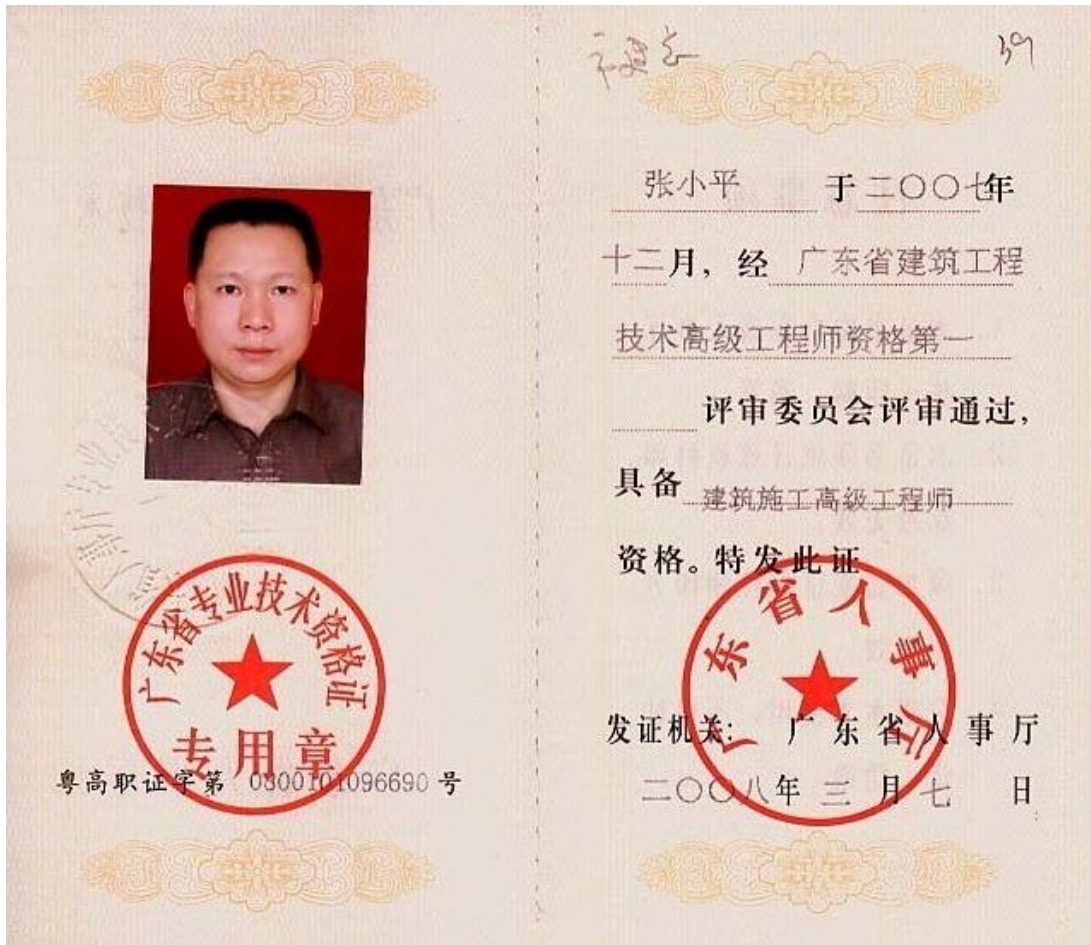 广东省专业技术资格证
专用章
粤高职证字第 0800101096690 号
39
张小平 于二〇〇七年
十二月，经 广东省建筑工程
技术高级工程师资格第一
评审委员会评审通过，
具备 建筑施工高级工程师
资格。特发此证
广东省人事厅
发证机关：广东省人事厅
二〇〇八年三月七日